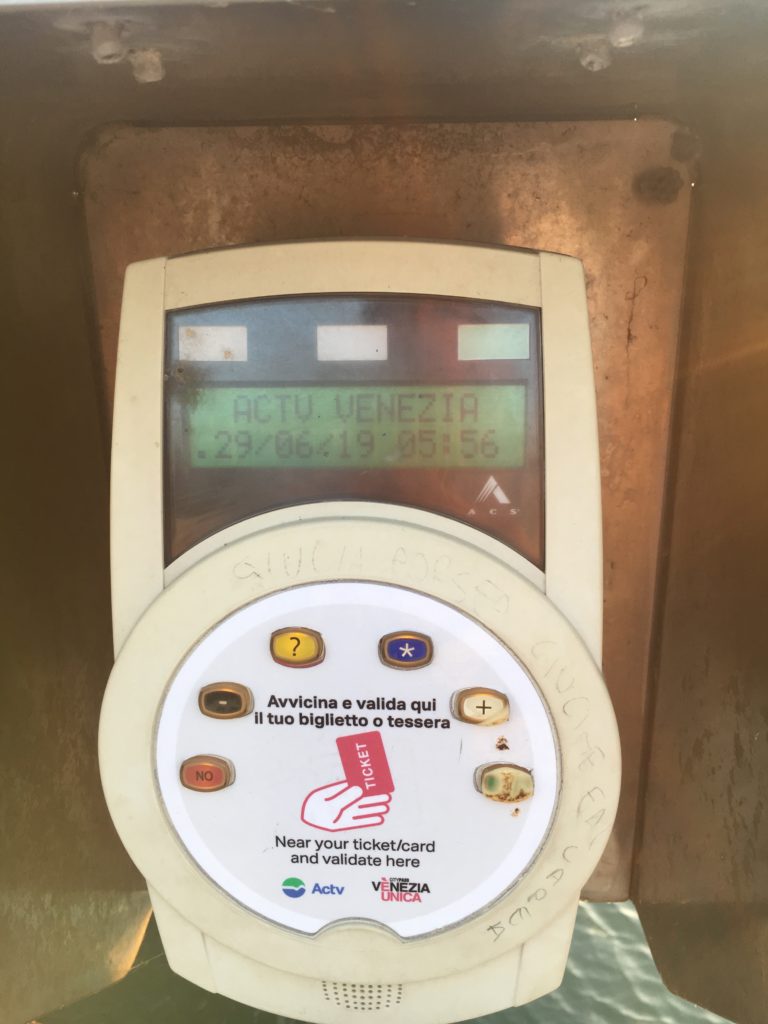 ACTV VENEZIA
.29/06/19 05:56
ACS
?
*
-
+
Avvicina e valida qui
il tuo biglietto o tessera
NO
TICKET
Near your ticket/card
and validate here
Actv
CITYPASS
VENEZIA
UNICA